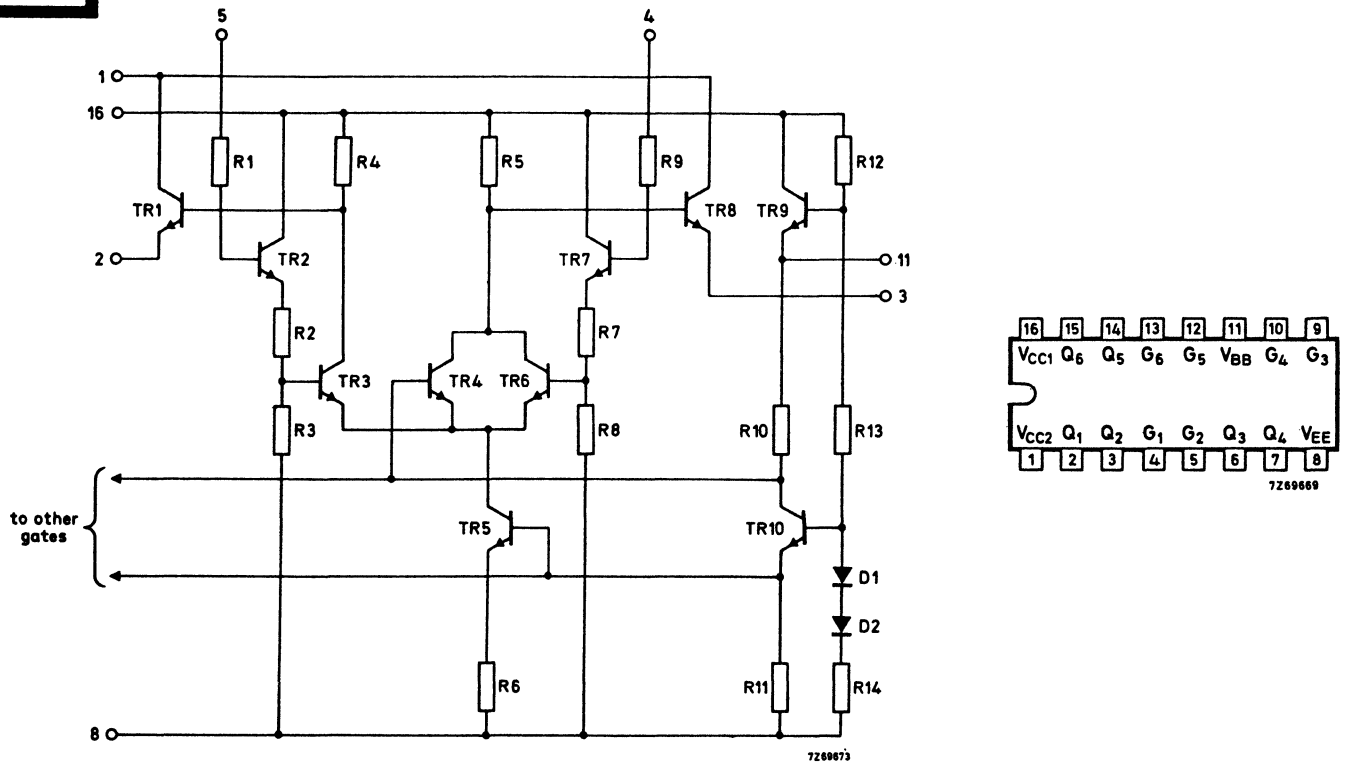 5 4
1
16
R1 R4 R5 R9 R12
TR1 TR8 TR9
2 TR2 TR7 11
3
R2 R7
TR3 TR4 TR6
R3 R8 R10 R13
to other
gates
TR5 TR10
D1
D2
R6 R11 R14
8
7Z69673
16 15 14 13 12 11 10 9
VCC1 Q6 Q5 G6 G5 VBB G4 G3
VCC2 Q1 Q2 G1 G2 Q3 Q4 VEE
1 2 3 4 5 6 7 8
7Z69669